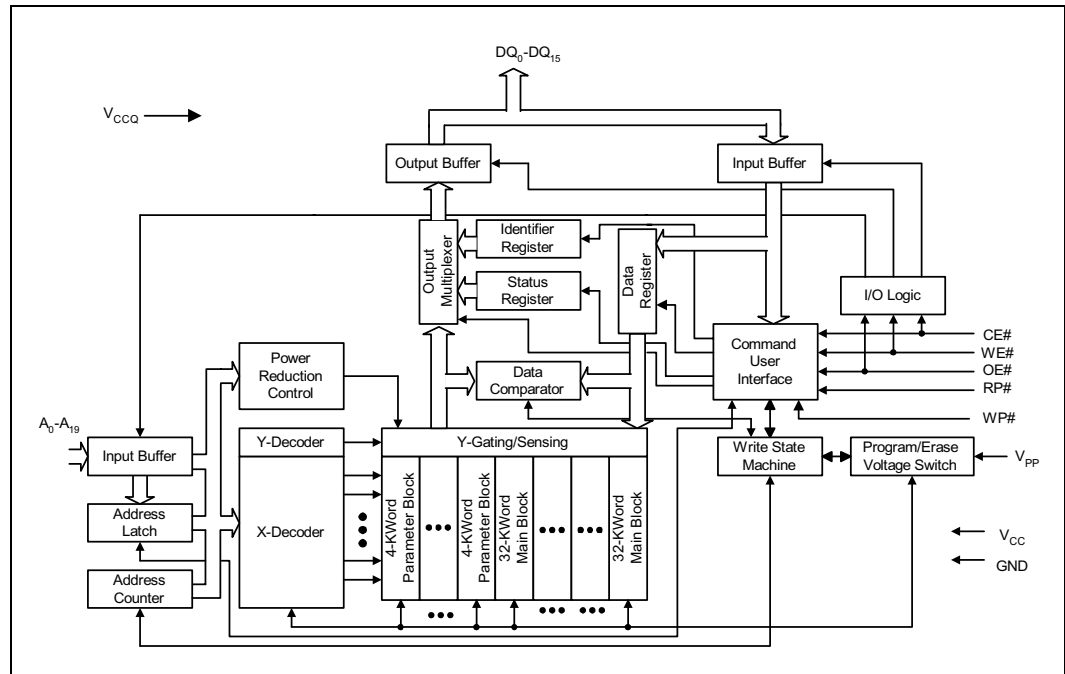 DQ0-DQ15
VCCQ
Output Buffer
Input Buffer
Output
Multiplexer
Identifier
Register
Status
Register
Data
Register
I/O Logic
CE#
WE#
OE#
RP#
WP#
Command
User
Interface
Power
Reduction
Control
Data
Comparator
A0-A19
Input Buffer
Y-Decoder
Y-Gating/Sensing
Write State
Machine
Program/Erase
Voltage Switch
VPP
Address
Latch
X-Decoder
4-KWord
Parameter Block
4-KWord
Parameter Block
32-KWord
Main Block
32-KWord
Main Block
VCC
GND
Address
Counter